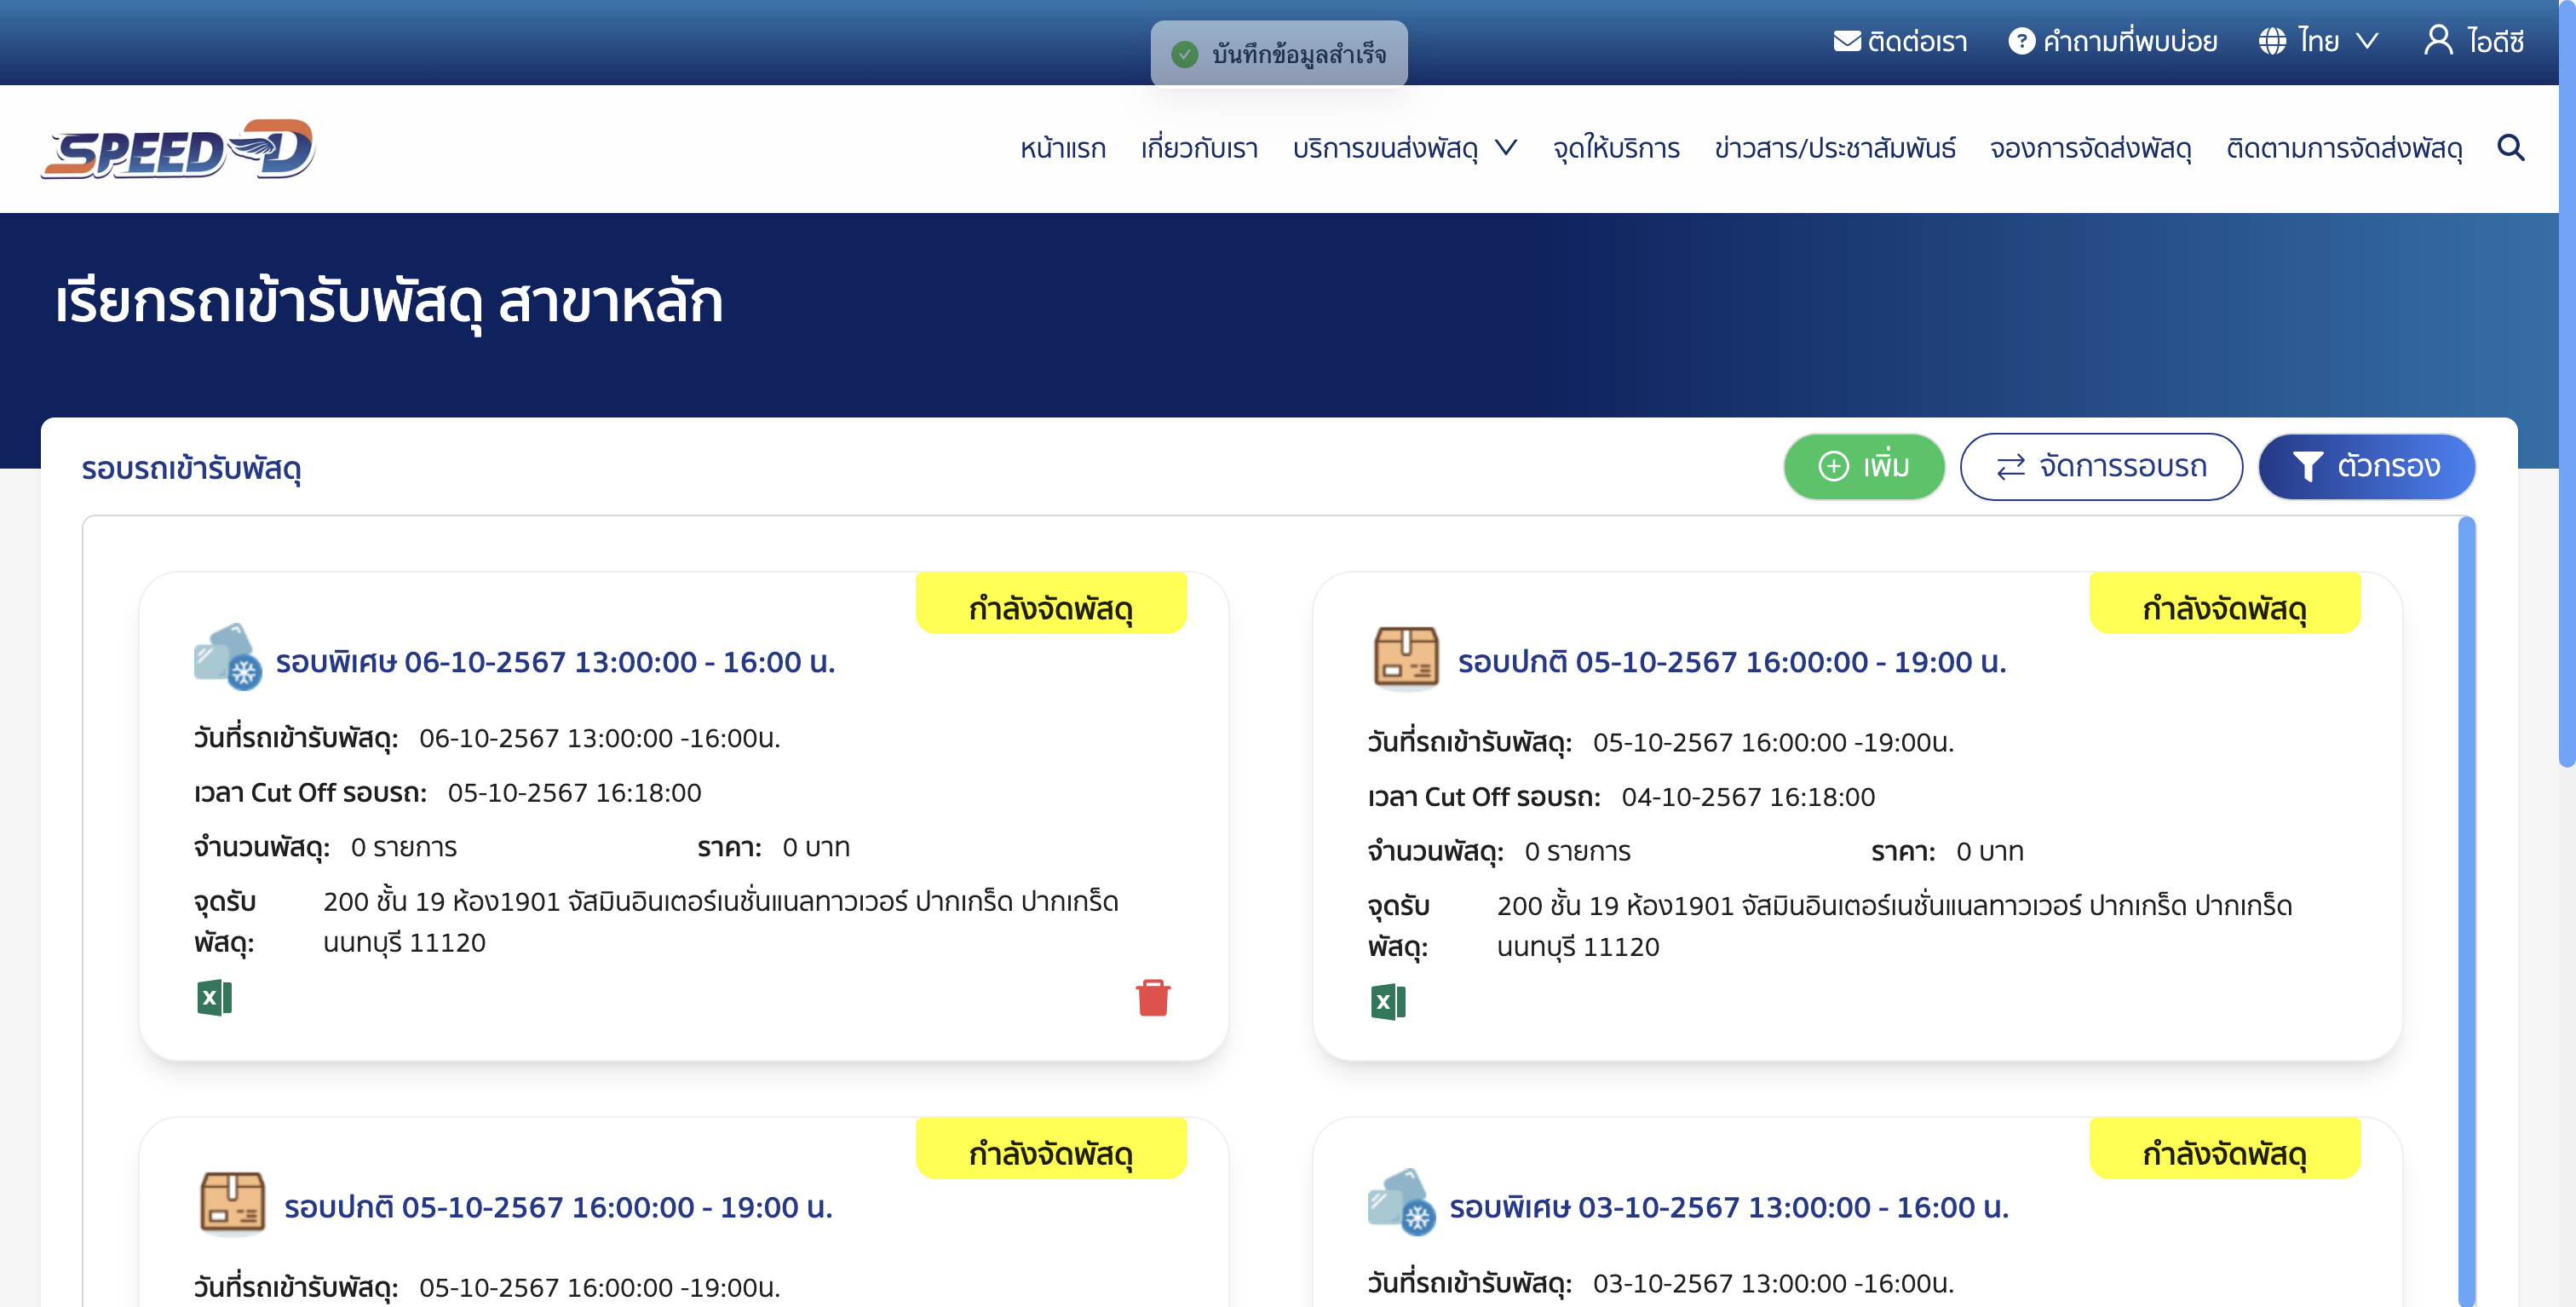 บันทึกข้อมูลสำเร็จ
ติดต่อเรา คำถามที่พบบ่อย ไทย ไอดีซี
SPEED-D
หน้าแรก เกี่ยวกับเรา บริการขนส่งพัสดุ จุดให้บริการ ข่าวสาร/ประชาสัมพันธ์ จองการจัดส่งพัสดุ ติดตามการจัดส่งพัสดุ
เรียกรถเข้ารับพัสดุ สาขาหลัก
รอบรถเข้ารับพัสดุ
เพิ่ม จัดการรอบรถ ตัวกรอง
กำลังจัดพัสดุ
รอบพิเศษ 06-10-2567 13:00:00 - 16:00 น.
วันที่รถเข้ารับพัสดุ: 06-10-2567 13:00:00 -16:00น.
เวลา Cut Off รอบรถ: 05-10-2567 16:18:00
จำนวนพัสดุ: 0 รายการ ราคา: 0 บาท
จุดรับพัสดุ: 200 ชั้น 19 ห้อง1901 จัสมินอินเตอร์เนชั่นแนลทาวเวอร์ ปากเกร็ด ปากเกร็ด
นนทบุรี 11120
กำลังจัดพัสดุ
รอบปกติ 05-10-2567 16:00:00 - 19:00 น.
วันที่รถเข้ารับพัสดุ: 05-10-2567 16:00:00 -19:00น.
เวลา Cut Off รอบรถ: 04-10-2567 16:18:00
จำนวนพัสดุ: 0 รายการ ราคา: 0 บาท
จุดรับพัสดุ: 200 ชั้น 19 ห้อง1901 จัสมินอินเตอร์เนชั่นแนลทาวเวอร์ ปากเกร็ด ปากเกร็ด
นนทบุรี 11120
กำลังจัดพัสดุ
รอบปกติ 05-10-2567 16:00:00 - 19:00 น.
วันที่รถเข้ารับพัสดุ: 05-10-2567 16:00:00 -19:00น.
กำลังจัดพัสดุ
รอบพิเศษ 03-10-2567 13:00:00 - 16:00 น.
วันที่รถเข้ารับพัสดุ: 03-10-2567 13:00:00 -16:00น.